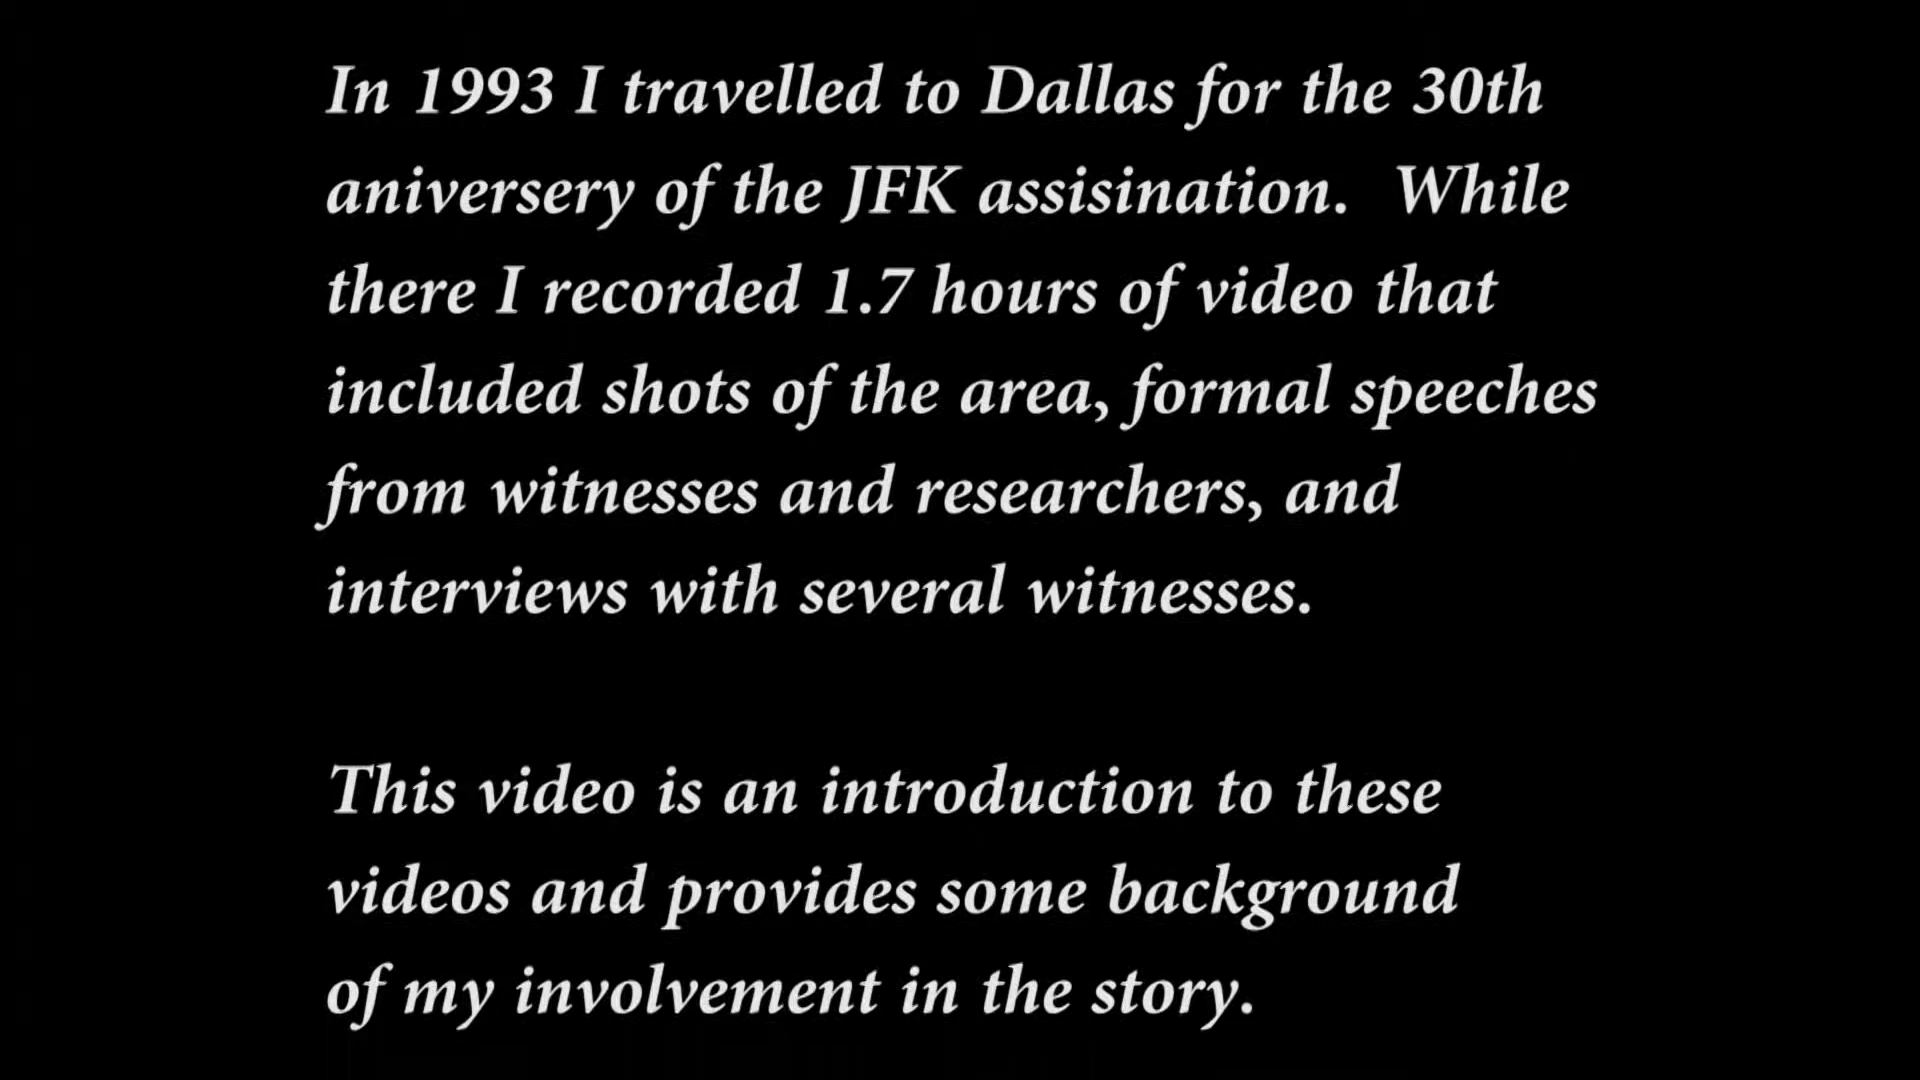 In 1993 I travelled to Dallas for the 30th
aniversery of the JFK assisination.  While
there I recorded 1.7 hours of video that
included shots of the area, formal speeches
from witnesses and researchers, and
interviews with several witnesses.
This video is an introduction to these
videos and provides some background
of my involvement in the story.